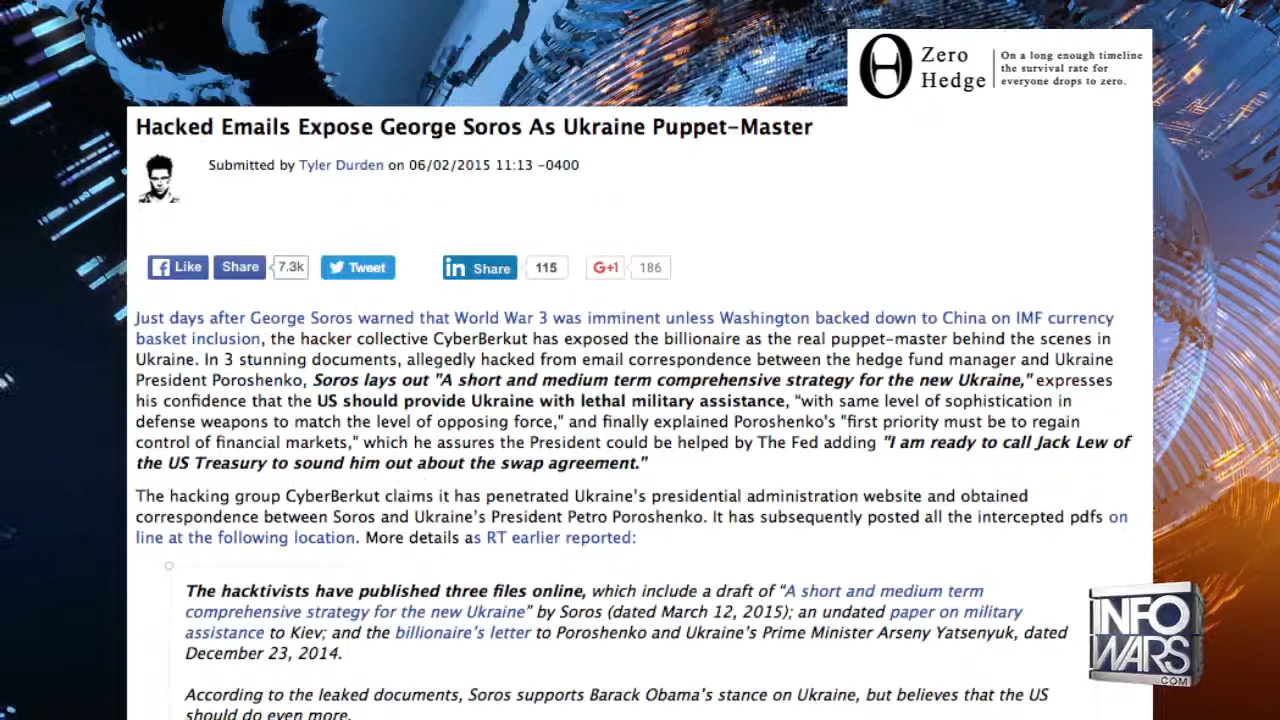 Zero
Hedge
On a long enough timeline
the survival rate for
everyone drops to zero.
Hacked Emails Expose George Soros As Ukraine Puppet-Master
Submitted by Tyler Durden on 06/02/2015 11:13 -0400
Like Share 7.3k Tweet in Share 115 G+1 186
Just days after George Soros warned that World War 3 was imminent unless Washington backed down to China on IMF currency
basket inclusion, the hacker collective CyberBerkut has exposed the billionaire as the real puppet-master behind the scenes in
Ukraine. In 3 stunning documents, allegedly hacked from email correspondence between the hedge fund manager and Ukraine
President Poroshenko, Soros lays out "A short and medium term comprehensive strategy for the new Ukraine," expresses
his confidence that the US should provide Ukraine with lethal military assistance, "with same level of sophistication in
defense weapons to match the level of opposing force," and finally explained Poroshenko's "first priority must be to regain
control of financial markets," which he assures the President could be helped by The Fed adding "I am ready to call Jack Lew of
the US Treasury to sound him out about the swap agreement."
The hacking group CyberBerkut claims it has penetrated Ukraine's presidential administration website and obtained
correspondence between Soros and Ukraine's President Petro Poroshenko. It has subsequently posted all the intercepted pdfs on
line at the following location. More details as RT earlier reported:
The hacktivists have published three files online, which include a draft of "A short and medium term
comprehensive strategy for the new Ukraine" by Soros (dated March 12, 2015); an undated paper on military
assistance to Kiev; and the billionaire's letter to Poroshenko and Ukraine's Prime Minister Arseny Yatsenyuk, dated
December 23, 2014.
According to the leaked documents, Soros supports Barack Obama's stance on Ukraine, but believes that the US
should do even more.
INFO
WARS
.COM